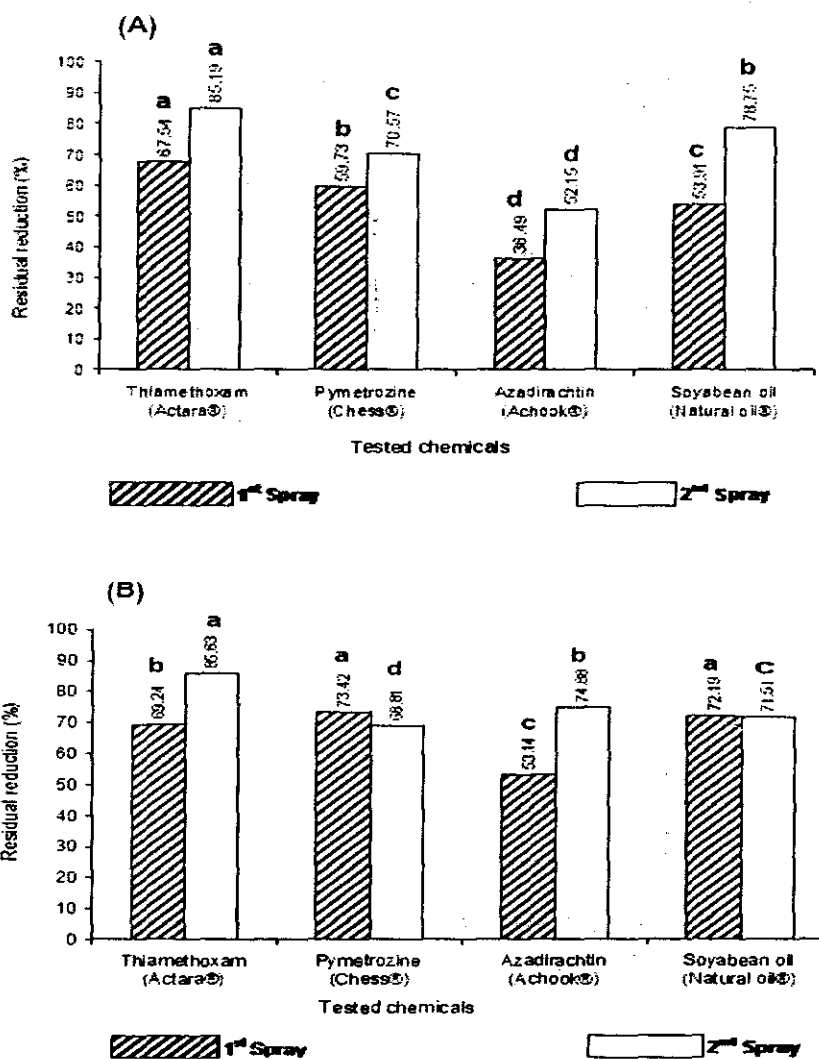 (A)
Residual reduction (%)
100
90
80
70
60
50
40
30
20
10
0
a
67.54
a
85.19
b
59.73
c
70.57
d
36.49
d
52.15
c
53.91
b
78.75
Thiamethoxam
(Actara®)
Pymetrozine
(Chess®)
Azadirachtin
(Achook®)
Soyabean oil
(Natural oil®)
Tested chemicals
1st Spray
2nd Spray
(B)
Residual reduction (%)
100
90
80
70
60
50
40
30
20
10
0
b
69.24
a
85.63
a
73.42
d
68.81
c
53.14
b
74.88
a
72.19
C
71.51
Thiamethoxam
(Actara®)
Pymetrozine
(Chess®)
Azadirachtin
(Achook®)
Soyabean oil
(Natural oil®)
Tested chemicals
1st Spray
2nd Spray